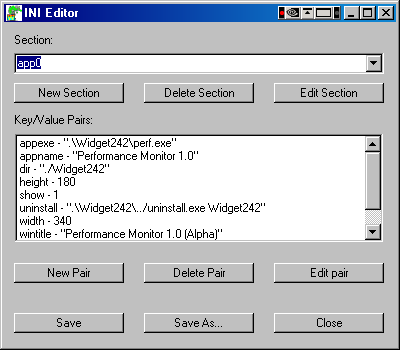 INI Editor
Section:
app0
New Section Delete Section Edit Section
Key/Value Pairs:
appexe - ".\Widget242\perf.exe"
appname - "Performance Monitor 1.0"
dir - "./Widget242"
height - 180
show - 1
uninstall - ".\Widget242\../uninstall.exe Widget242"
width - 340
wintitle - "Performance Monitor 1.0 (Alpha)"
New Pair Delete Pair Edit pair
Save Save As... Close